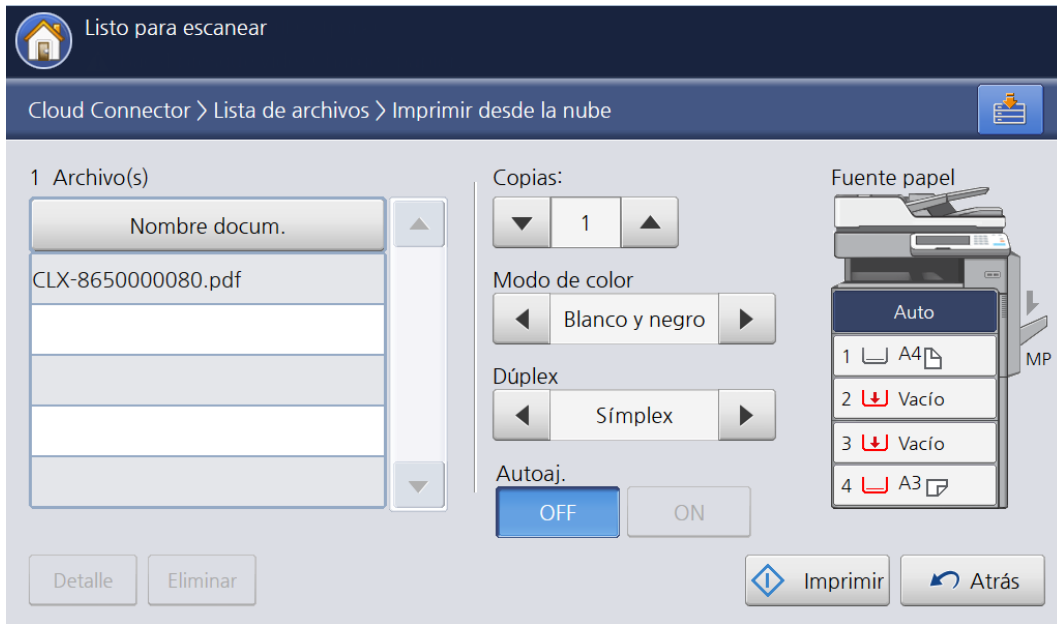 Listo para escanear
Cloud Connector > Lista de archivos > Imprimir desde la nube
1 Archivo(s)
Nombre docum.
CLX-8650000080.pdf
Copias:
1
Modo de color
Blanco y negro
Dúplex
Símplex
Autoaj.
OFF
ON
Fuente papel
Auto
1 A4
2 Vacío
3 Vacío
4 A3
MP
Detalle
Eliminar
Imprimir
Atrás